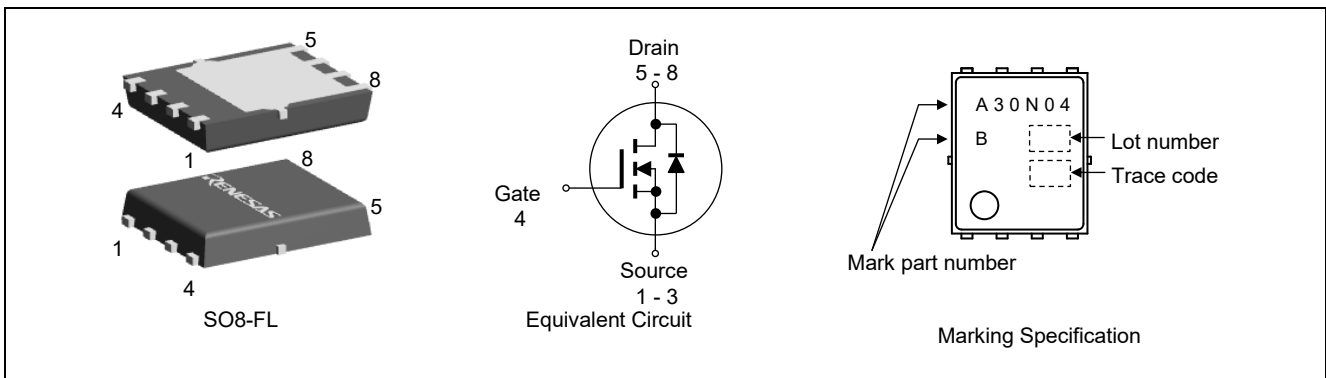 5
8
4
1
8
RENESAS
5
1
4
SO8-FL
Drain
5 - 8
Gate
4
Source
1 - 3
Equivalent Circuit
A 3 0 N 0 4
B
Lot number
Trace code
Mark part number
Marking Specification